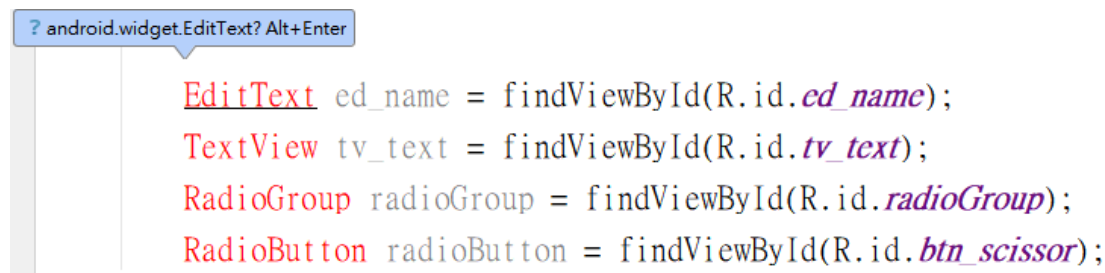 ? android.widget.EditText? Alt+Enter
EditText ed_name = findViewById(R.id.ed_name);
TextView tv_text = findViewById(R.id.tv_text);
RadioGroup radioGroup = findViewById(R.id.radioGroup);
RadioButton radioButton = findViewById(R.id.btn_scissor);